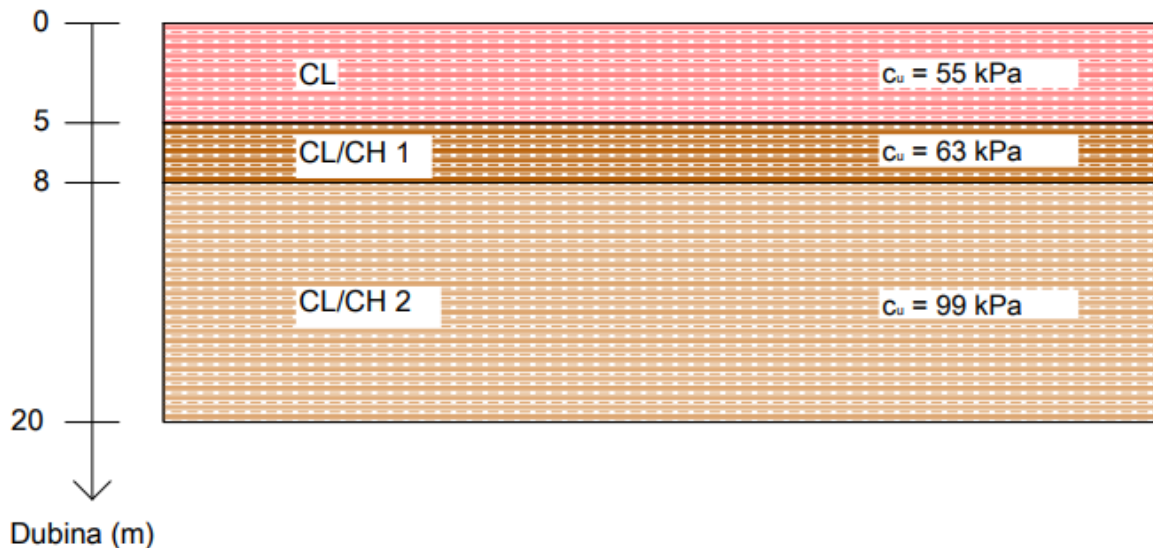 0
CL
cᵤ = 55 kPa
5
CL/CH 1
cᵤ = 63 kPa
8
CL/CH 2
cᵤ = 99 kPa
20
Dubina (m)